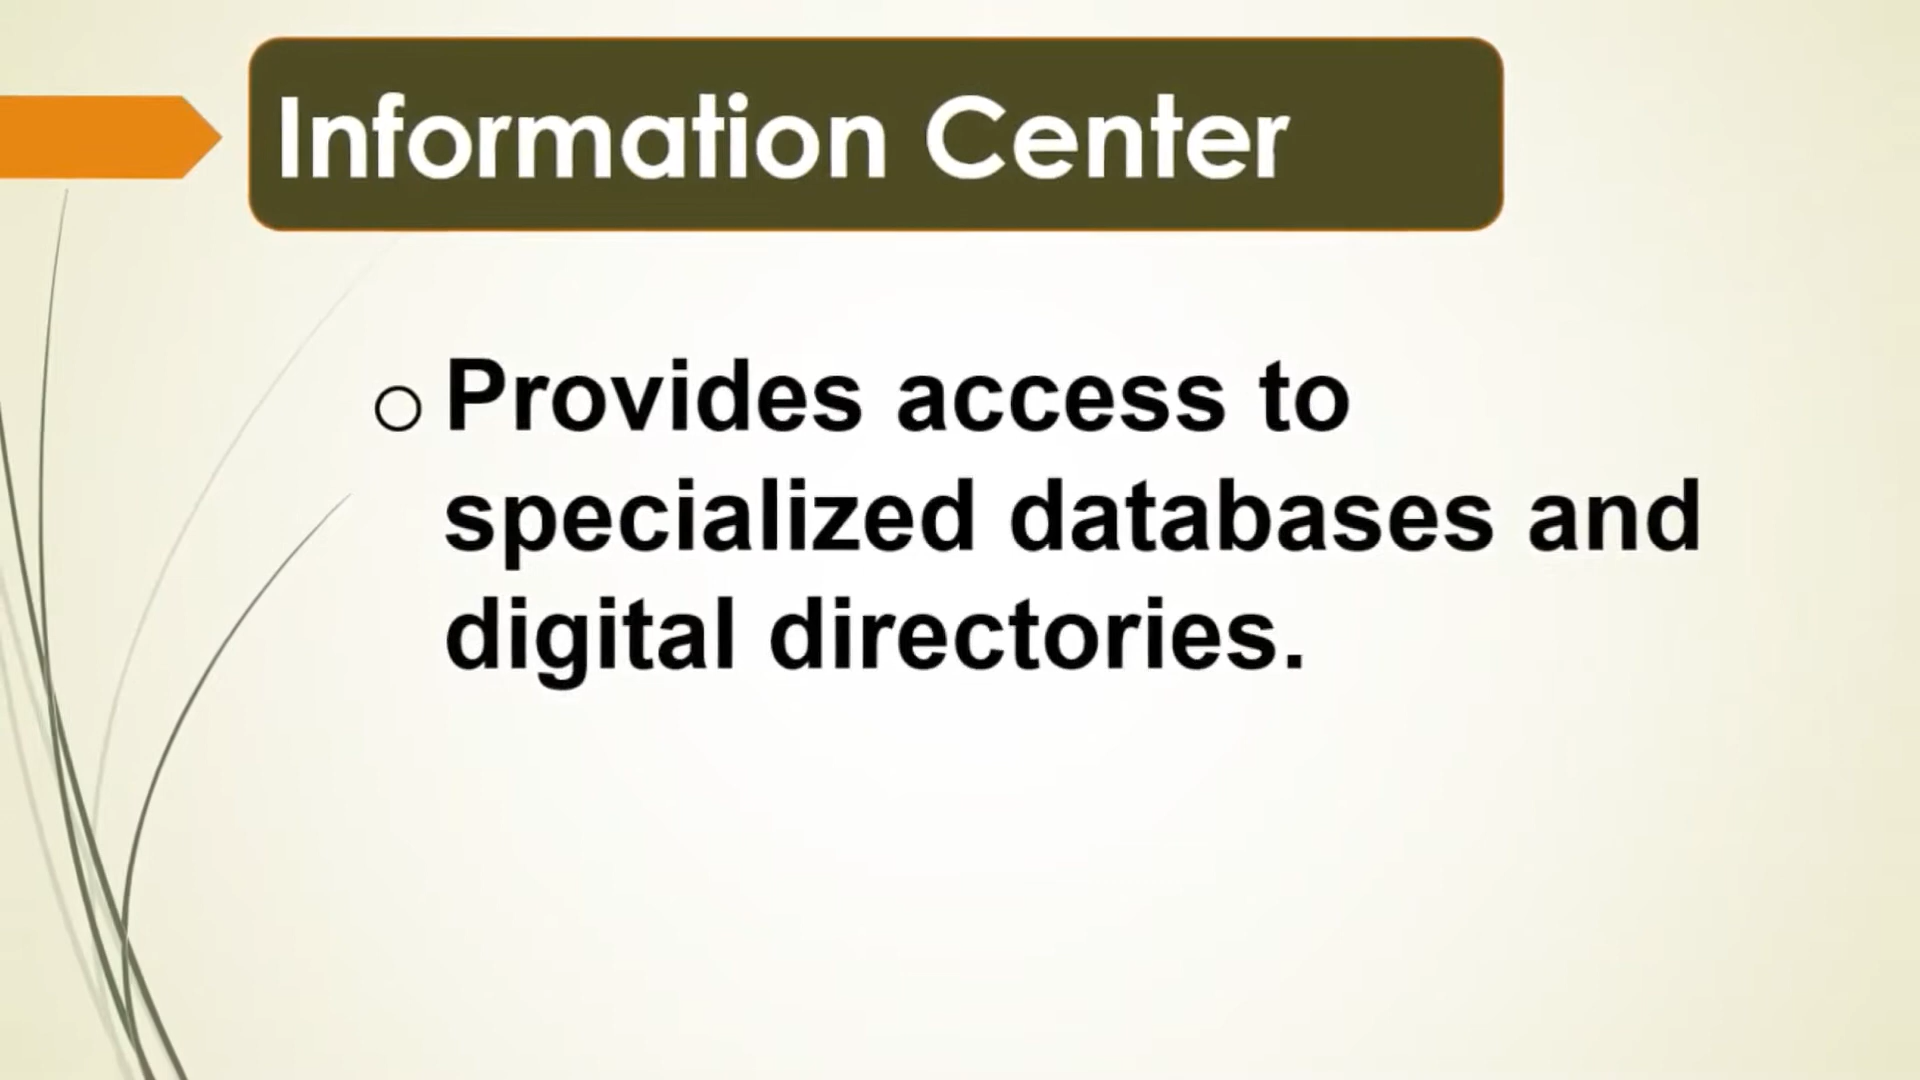 Information Center
Provides access to
specialized databases and
digital directories.